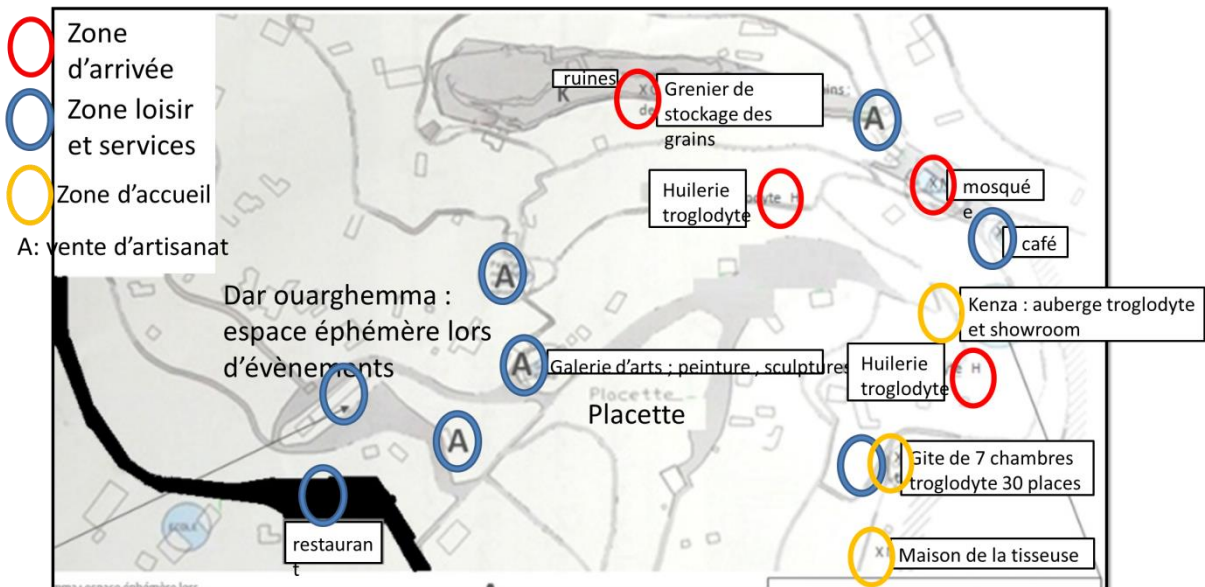 Zone
d'arrivée
Zone loisir
et services
Zone d'accueil
A: vente d'artisanat
ruines
K
X
Grenier de
stockage des
grains
A
Huilerie
troglodyte
H
X
mosqué
e
café
A
Dar ouarghemma :
espace éphémère lors
d'évènements
Kenza : auberge troglodyte
et showroom
A
Galerie d'arts ; peinture , sculptures
Huilerie
troglodyte
H
Placette
Placette
A
Gite de 7 chambres
troglodyte 30 places
restauran
t
ECOLE
X
Maison de la tisseuse